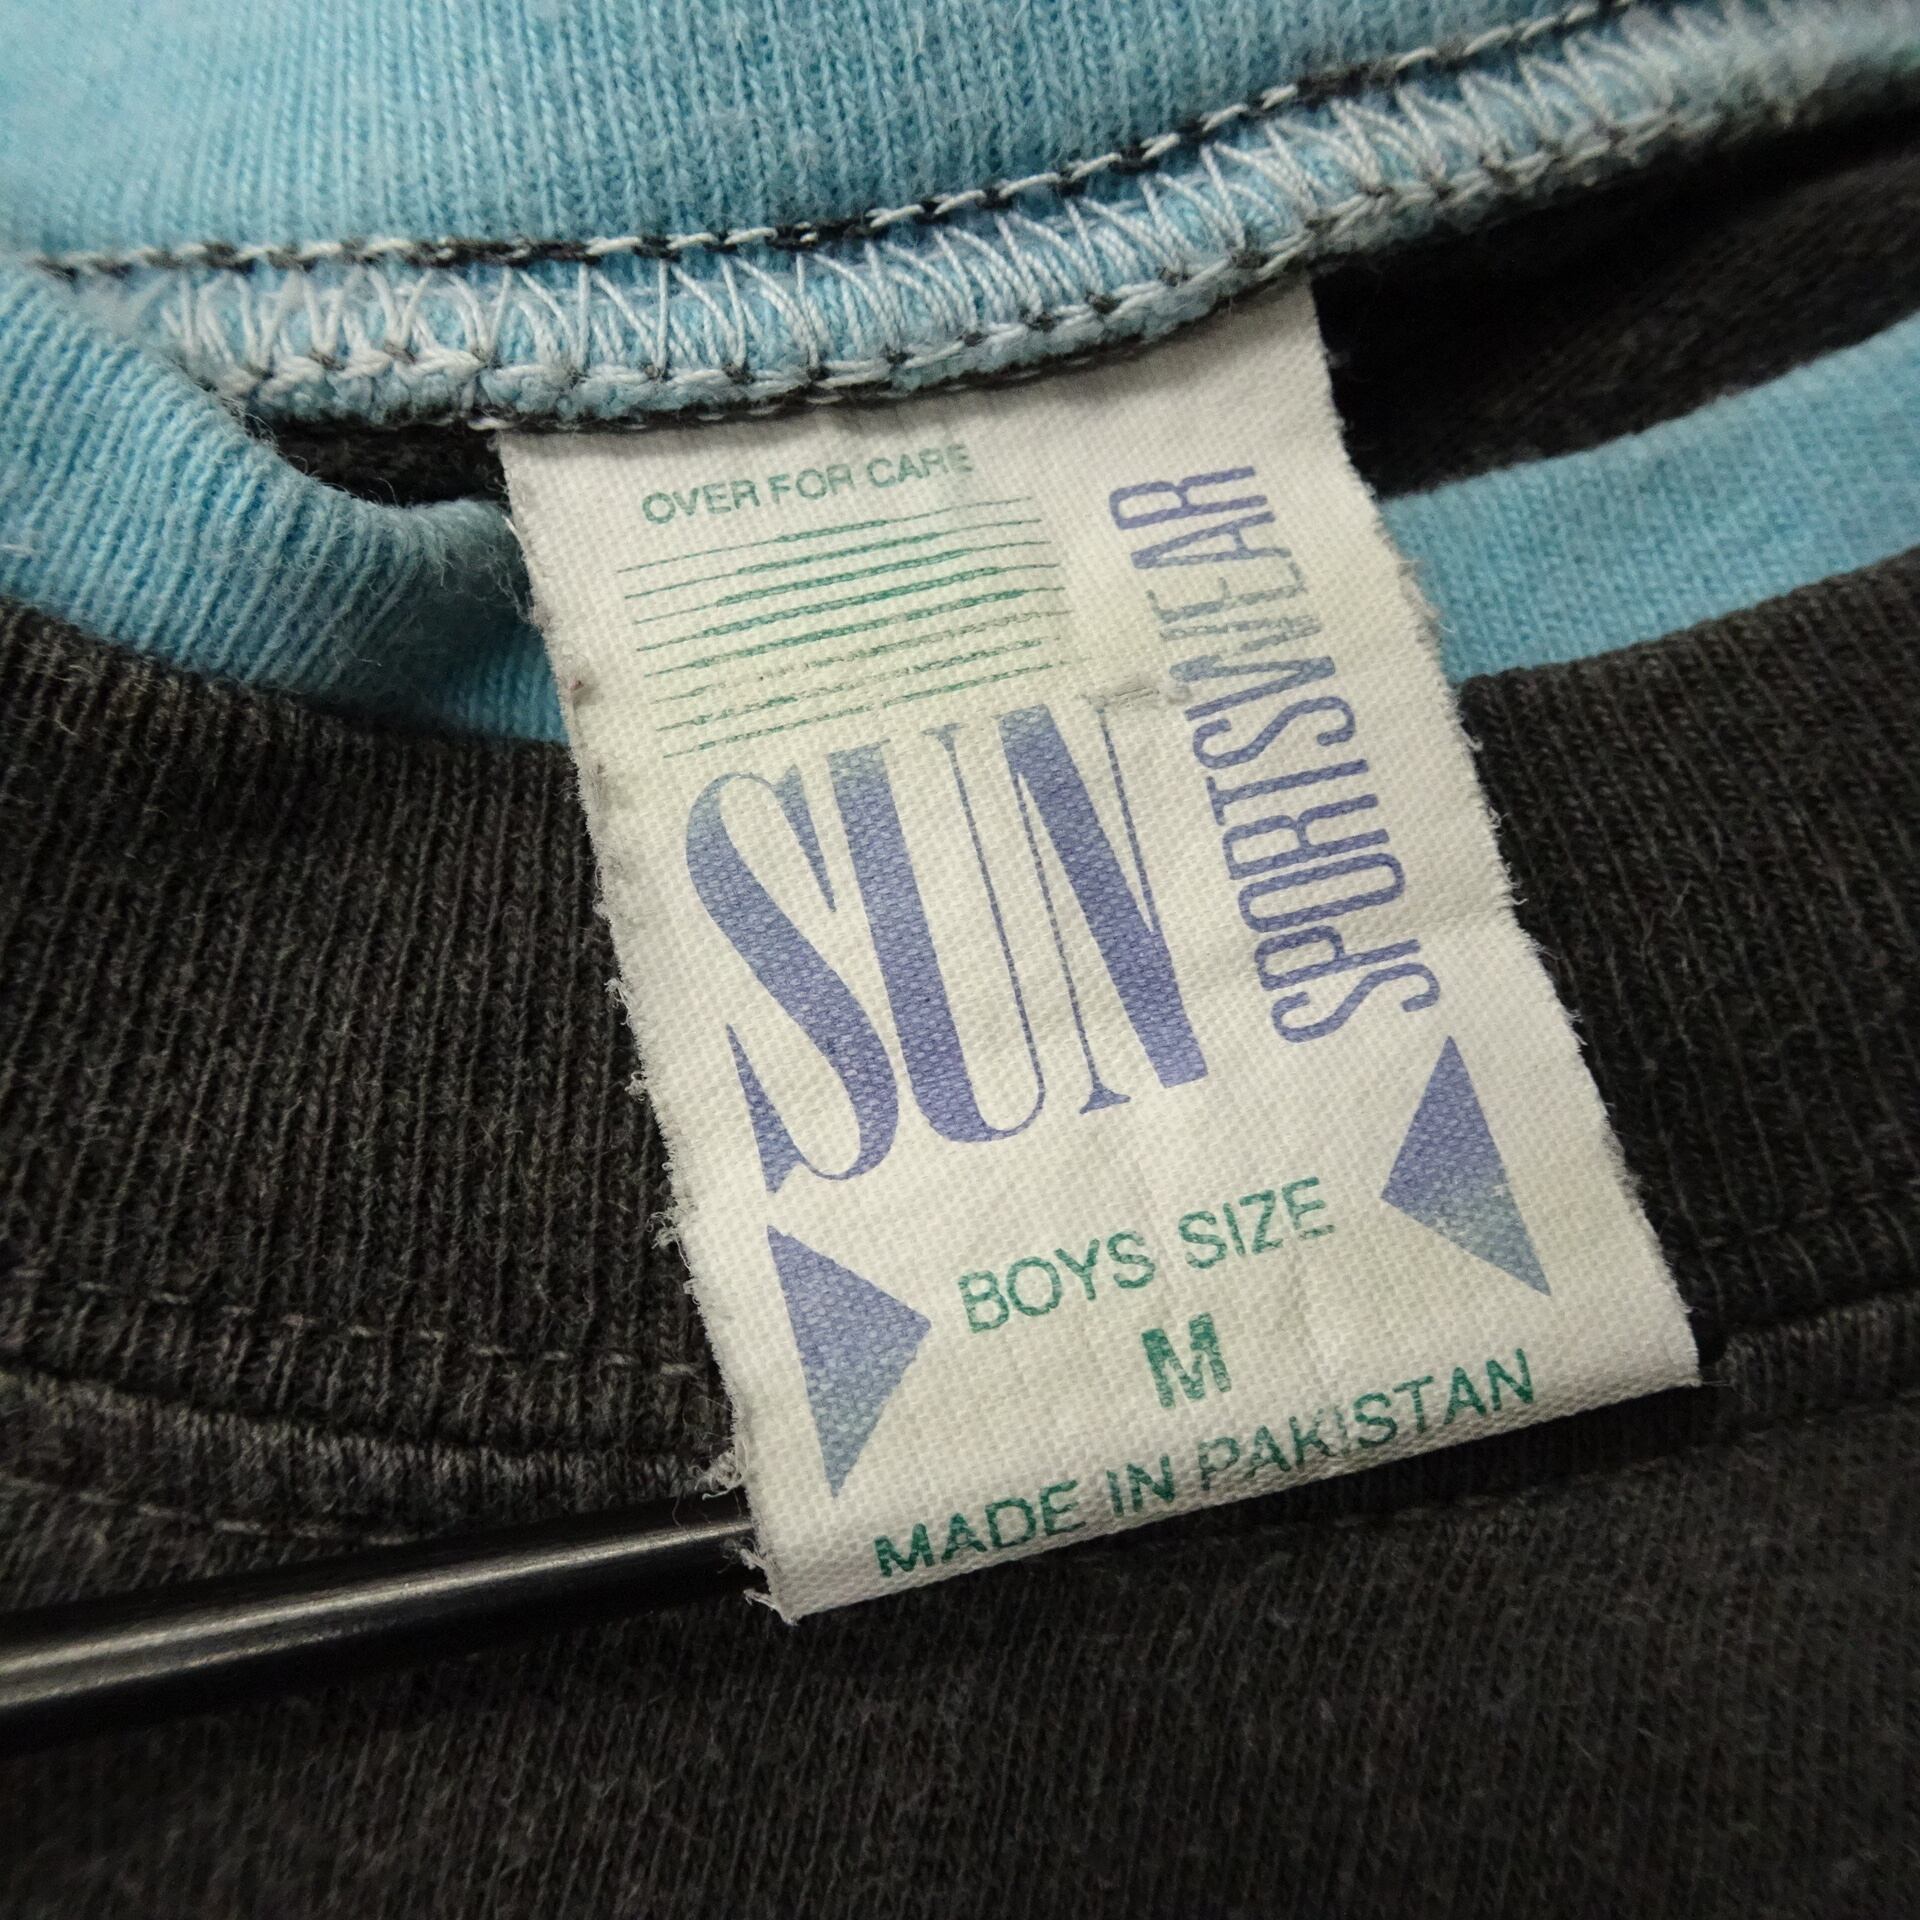 OVER FOR CARE
SUN
SPORTSWEAR
BOYS SIZE
M
MADE IN PAKISTAN